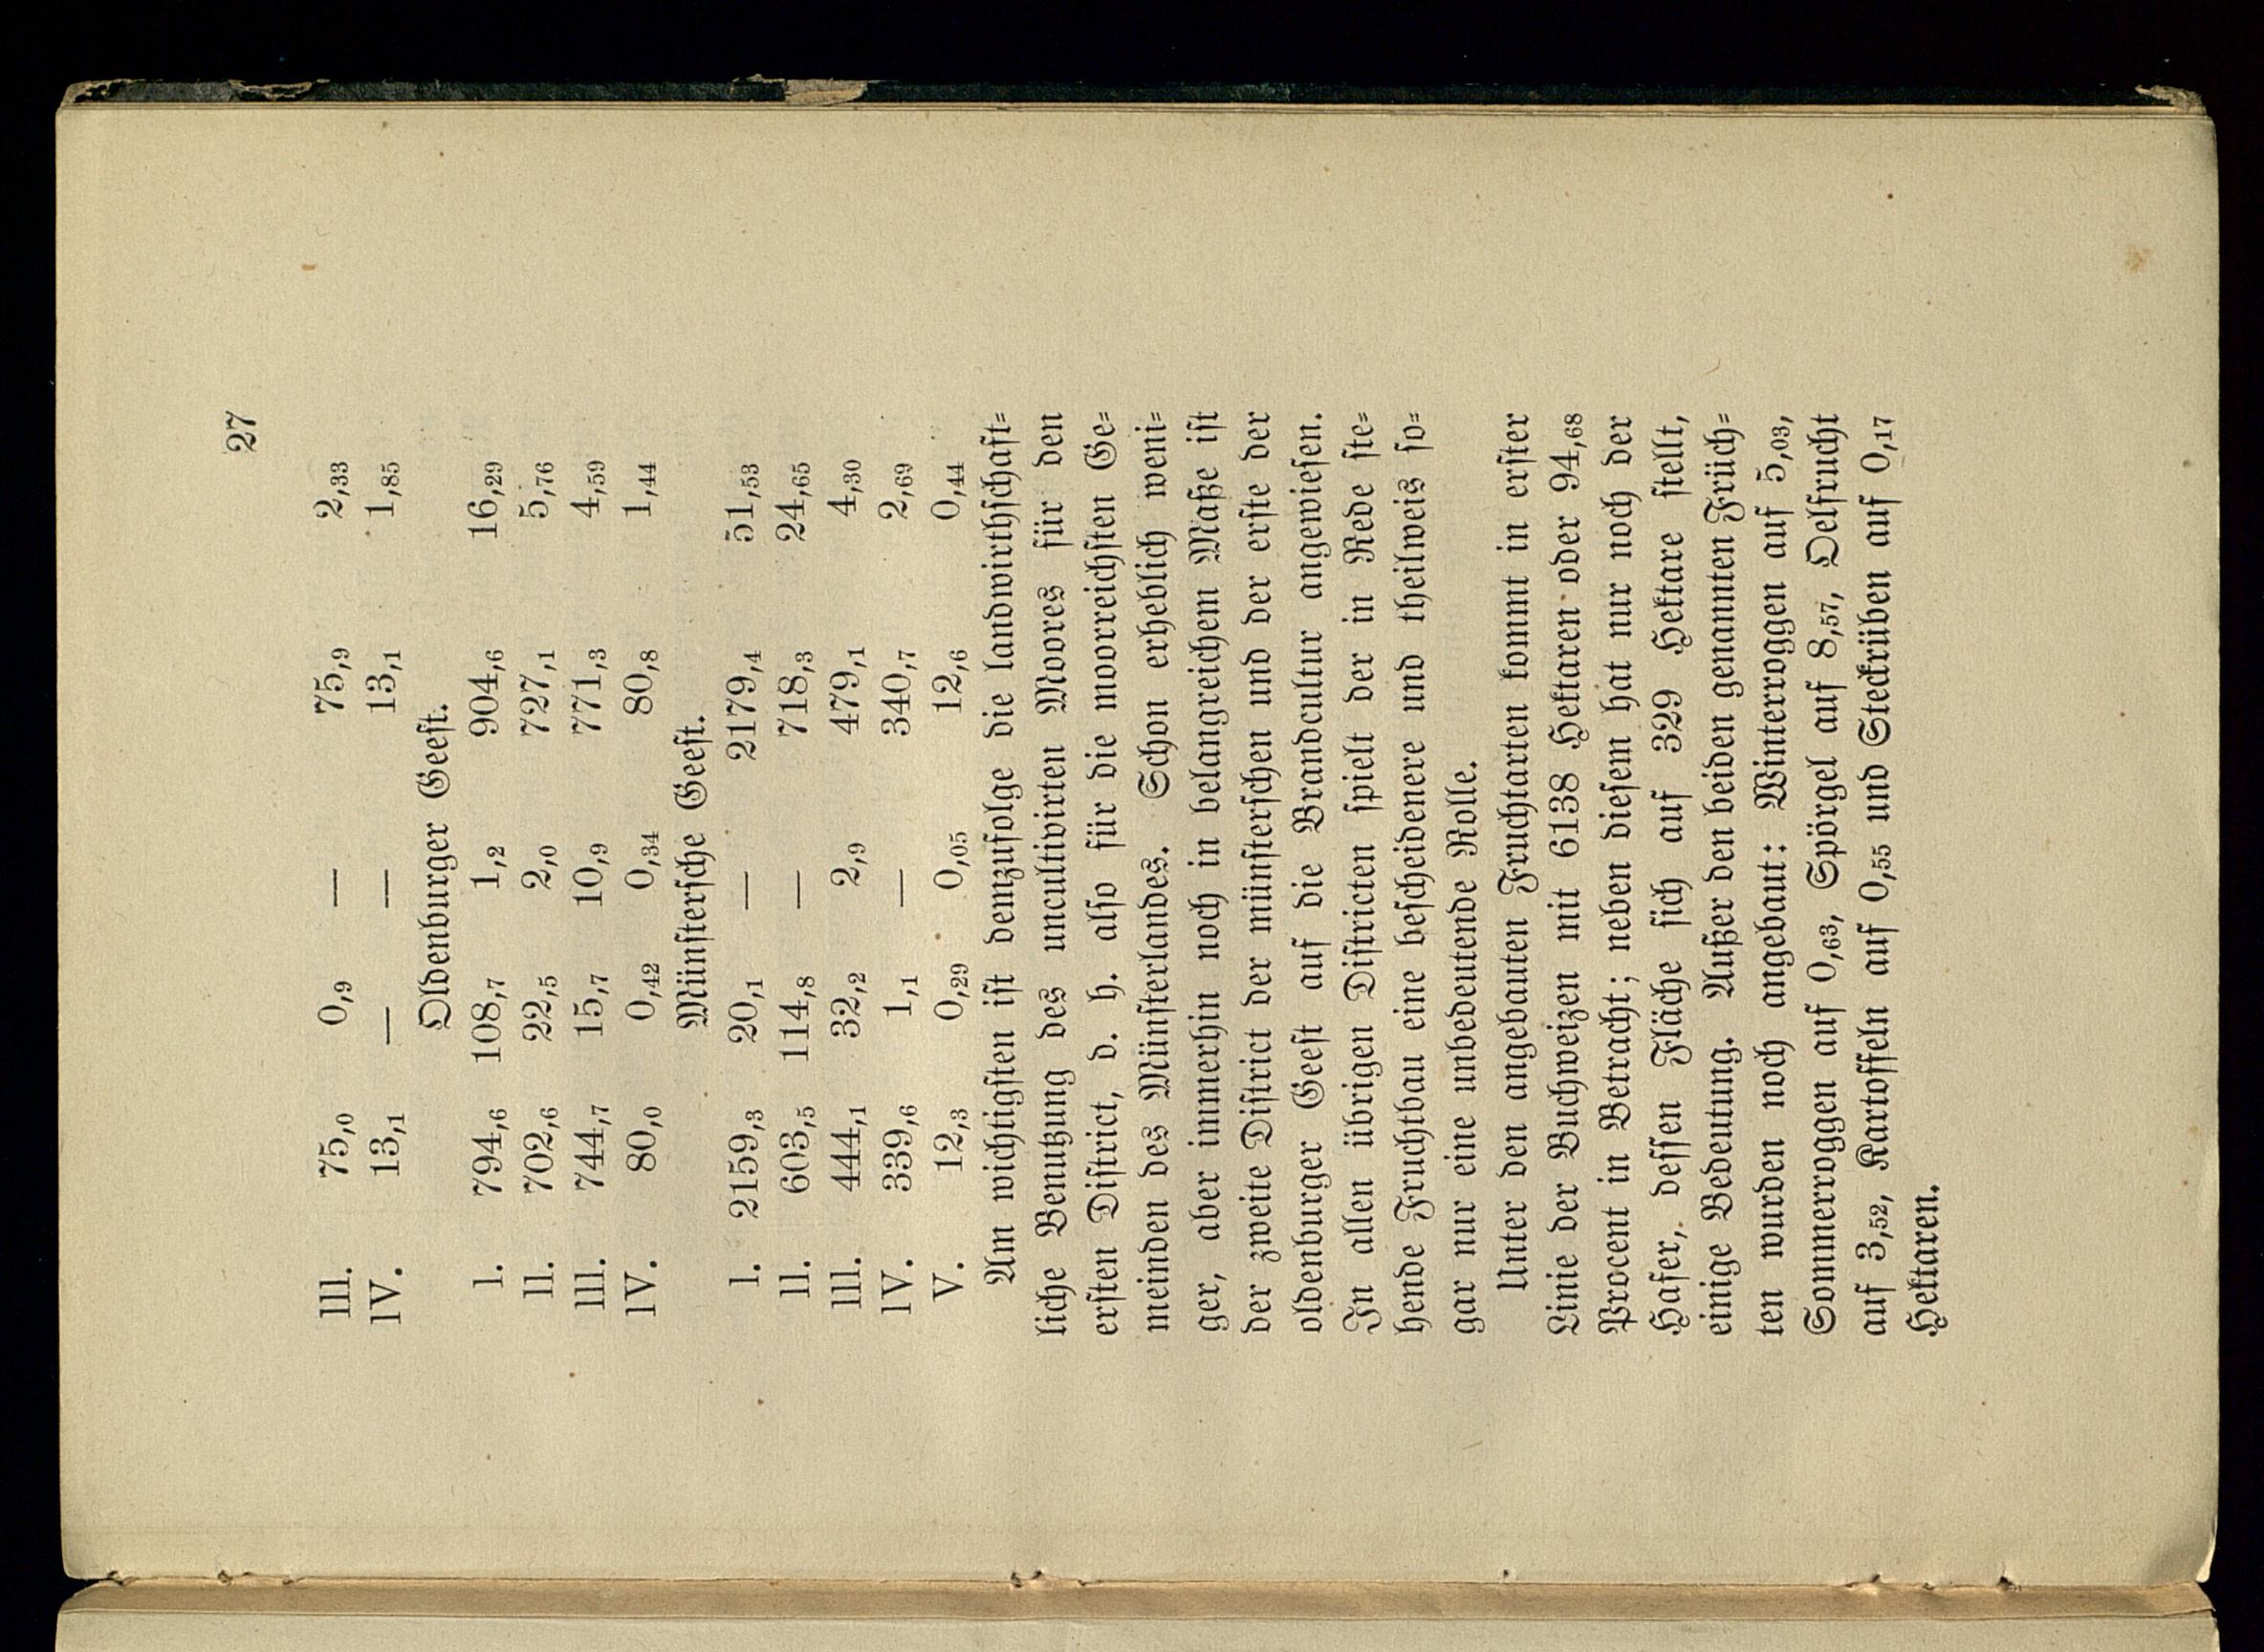 27
III. 75,0 0,9 — 75,9 2,33
IV. 13,1 — — 13,1 1,85
Oldenburger Geeſt.
I. 794,6 108,7 1,2 904,6 16,29
II. 702,6 22,5 2,0 727,1 5,76
III. 744,7 15,7 10,9 771,3 4,59
IV. 80,0 0,42 0,34 80,8 1,44
Münſterſche Geeſt.
I. 2159,3 20,1 — 2179,4 51,53
II. 603,5 114,8 — 718,3 24,65
III. 444,1 32,2 2,9 479,1 4,30
IV. 339,6 1,1 — 340,7 2,69
V. 12,3 0,29 0,05 12,6 0,44
Am wichtigſten iſt demzufolge die landwirthſchaft-
liche Benutzung des uncultivirten Moores für den
erſten Diſtrict, d. h. alſo für die moorreichſten Ge-
meinden des Münſterlandes. Schon erheblich weni-
ger, aber immerhin noch in belangreichem Maße iſt
der zweite Diſtrict der münſterſchen und der erſte der
oldenburger Geeſt auf die Brandcultur angewieſen.
In allen übrigen Diſtricten ſpielt der in Rede ſte-
hende Fruchtbau eine beſcheidenere und theilweis ſo-
gar nur eine unbedeutende Rolle.
Unter den angebauten Fruchtarten kommt in erſter
Linie der Buchweizen mit 6138 Hektaren oder 94,68
Procent in Betracht; neben dieſem hat nur noch der
Hafer, deſſen Fläche ſich auf 329 Hektare ſtellt,
einige Bedeutung. Außer den beiden genannten Früch-
ten wurden noch angebaut: Winterroggen auf 5,03,
Sommerroggen auf 0,63, Spörgel auf 8,57, Oelfrucht
auf 3,52, Kartoffeln auf 0,55 und Steckrüben auf 0,17
Hektaren.